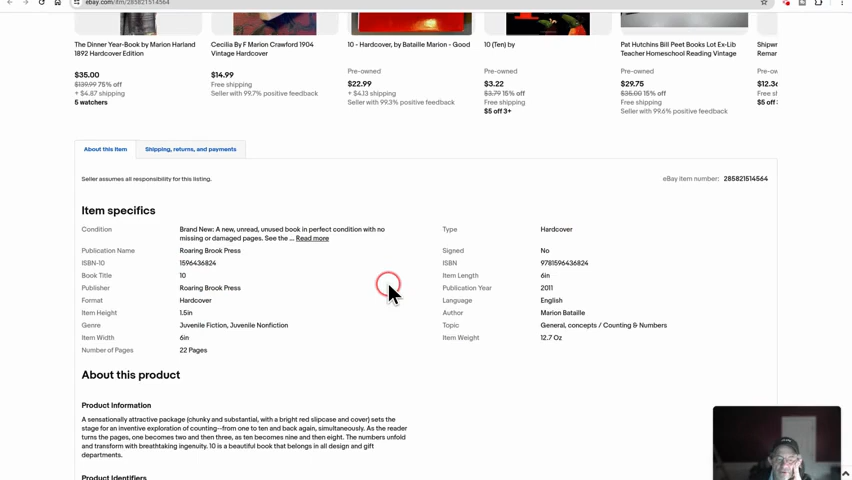 ebay.com/itm/285821514564
The Dinner Year-Book by Marion Harland
1892 Hardcover Edition
$35.00
$139.99 75% off
+ $4.87 shipping
5 watchers
Cecilia By F Marion Crawford 1904
Vintage Hardcover
$14.99
Free shipping
Seller with 99.7% positive feedback
10 - Hardcover, by Bataille Marion - Good
Pre-owned
$22.99
+ $4.13 shipping
Seller with 99.3% positive feedback
10 (Ten) by
Pre-owned
$3.22
$3.79 15% off
Free shipping
$5 off 3+
Pat Hutchins Bill Peet Books Lot Ex-Lib
Teacher Homeschool Reading Vintage
Pre-owned
$29.75
$35.00 15% off
Free shipping
Seller with 99.6% positive feedback
Shipwr
Remar
Pre-ow
$12.36
Free sh
$5 off
About this item
Shipping, returns, and payments
Seller assumes all responsibility for this listing.
eBay item number: 285821514564
Item specifics
Condition Brand New: A new, unread, unused book in perfect condition with no
missing or damaged pages. See the ... Read more
Type Hardcover
Publication Name Roaring Brook Press
Signed No
ISBN-10 1596436824
ISBN 9781596436824
Book Title 10
Item Length 6in
Publisher Roaring Brook Press
Publication Year 2011
Format Hardcover
Language English
Item Height 1.5in
Author Marion Bataille
Genre Juvenile Fiction, Juvenile Nonfiction
Topic General, concepts / Counting & Numbers
Item Width 6in
Item Weight 12.7 Oz
Number of Pages 22 Pages
About this product
Product Information
A sensationally attractive package (chunky and substantial, with a bright red slipcase and cover) sets the
stage for an inventive exploration of counting--from one to ten and back again, simultaneously. As the reader
turns the pages, one becomes two and then three, as ten becomes nine and then eight. The numbers unfold
and transform with breathtaking ingenuity. 10 is a beautiful book that belongs in all design and gift
departments.
Product Identifiers